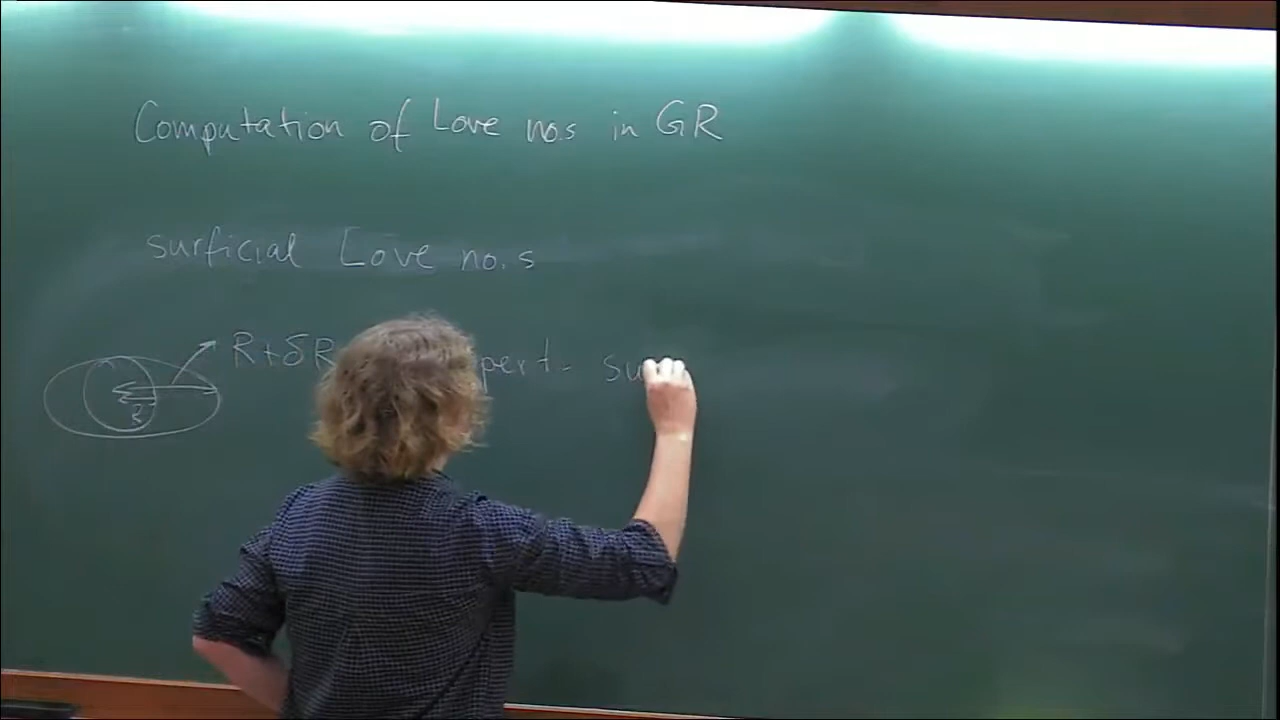 Computation of Love no.s in GR
surficial Love no.s
R+δR pert. su
R